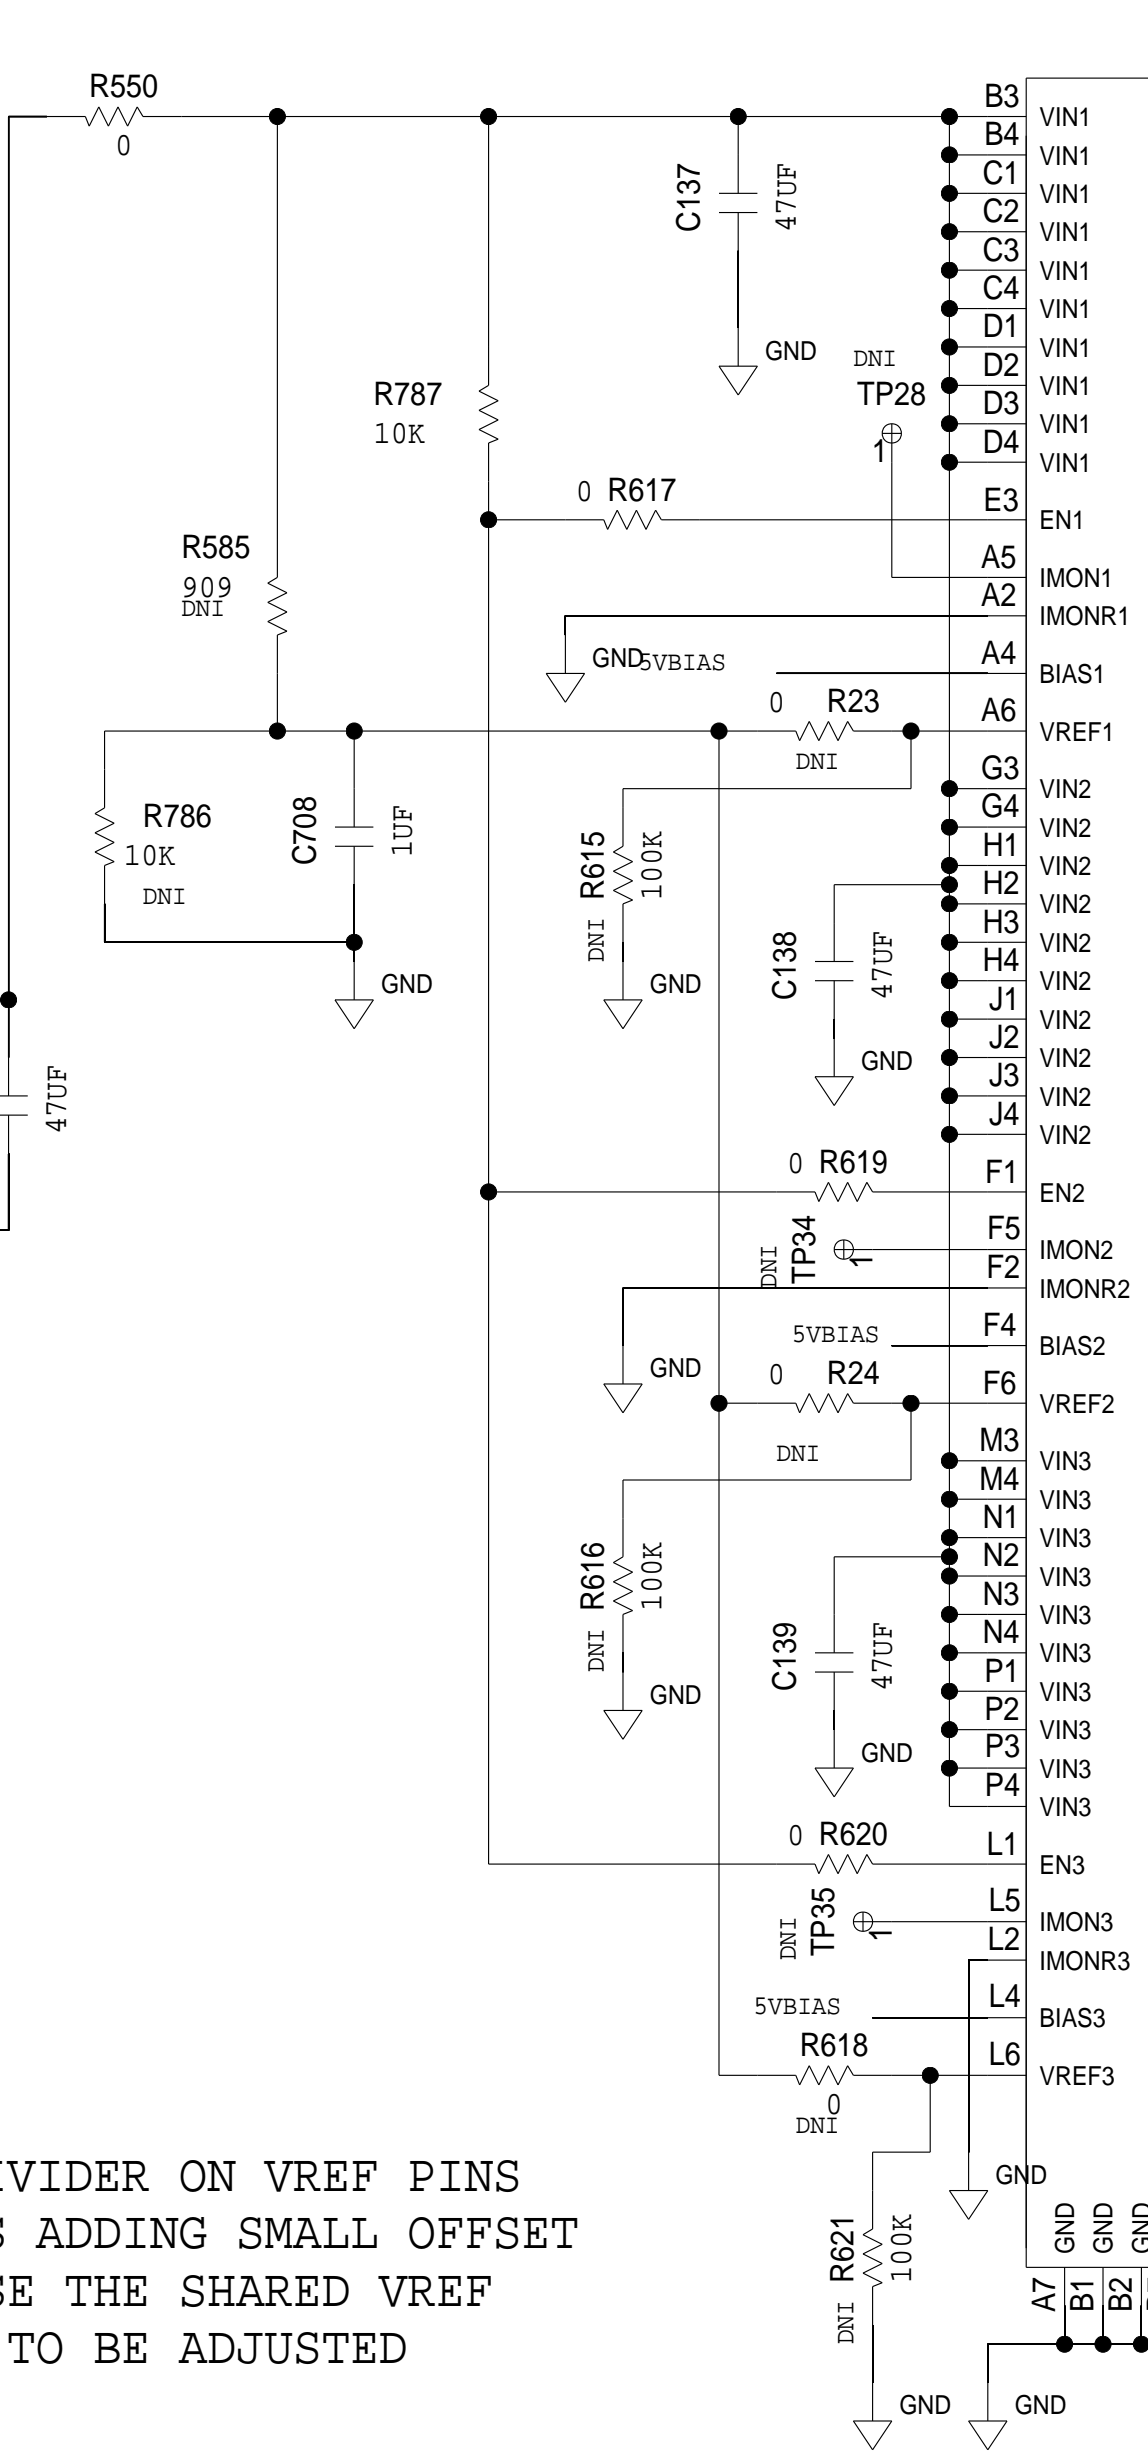 R550
0
B3
VIN1
B4
VIN1
C1
VIN1
C2
VIN1
C3
VIN1
C4
VIN1
D1
VIN1
D2
VIN1
D3
VIN1
D4
VIN1
C137
47UF
GND
DNI
TP28
1
R787
10K
0 R617
E3
EN1
R585
909
DNI
A5
IMON1
A2
IMONR1
GND
5VBIAS
A4
BIAS1
0 R23
DNI
A6
VREF1
R786
10K
DNI
C708
1UF
GND
R615
100K
DNI
GND
G3
VIN2
G4
VIN2
H1
VIN2
H2
VIN2
H3
VIN2
H4
VIN2
J1
VIN2
J2
VIN2
J3
VIN2
J4
VIN2
C138
47UF
GND
47UF
0 R619
F1
EN2
DNI
TP34
1
F5
IMON2
F2
IMONR2
GND
5VBIAS
F4
BIAS2
0 R24
DNI
F6
VREF2
R616
100K
DNI
GND
M3
VIN3
M4
VIN3
N1
VIN3
N2
VIN3
N3
VIN3
N4
VIN3
P1
VIN3
P2
VIN3
P3
VIN3
P4
VIN3
C139
47UF
GND
0 R620
L1
EN3
DNI
TP35
1
L5
IMON3
L2
IMONR3
5VBIAS
L4
BIAS3
R618
0
DNI
L6
VREF3
GND
R621
100K
DNI
GND
GND
GND
GND
GND
A7
B1
B2
GND
IVIDER ON VREF PINS
S ADDING SMALL OFFSET
SE THE SHARED VREF
TO BE ADJUSTED